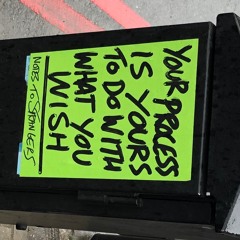 YOUR PROCESS
IS YOURS
TO DO WITH
WHAT YOU
WISH
NOTES TO STRANGERS